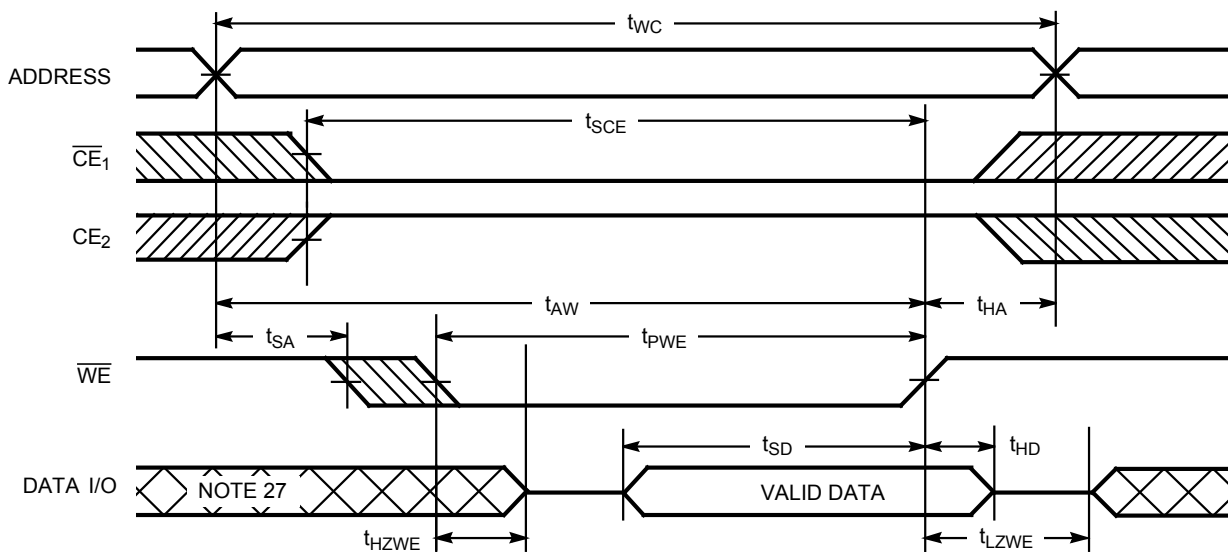 tWC
ADDRESS
tSCE
CE1
CE2
tAW
tHA
tSA
tPWE
WE
tSD
tHD
DATA I/O
NOTE 27
VALID DATA
tHZWE
tLZWE